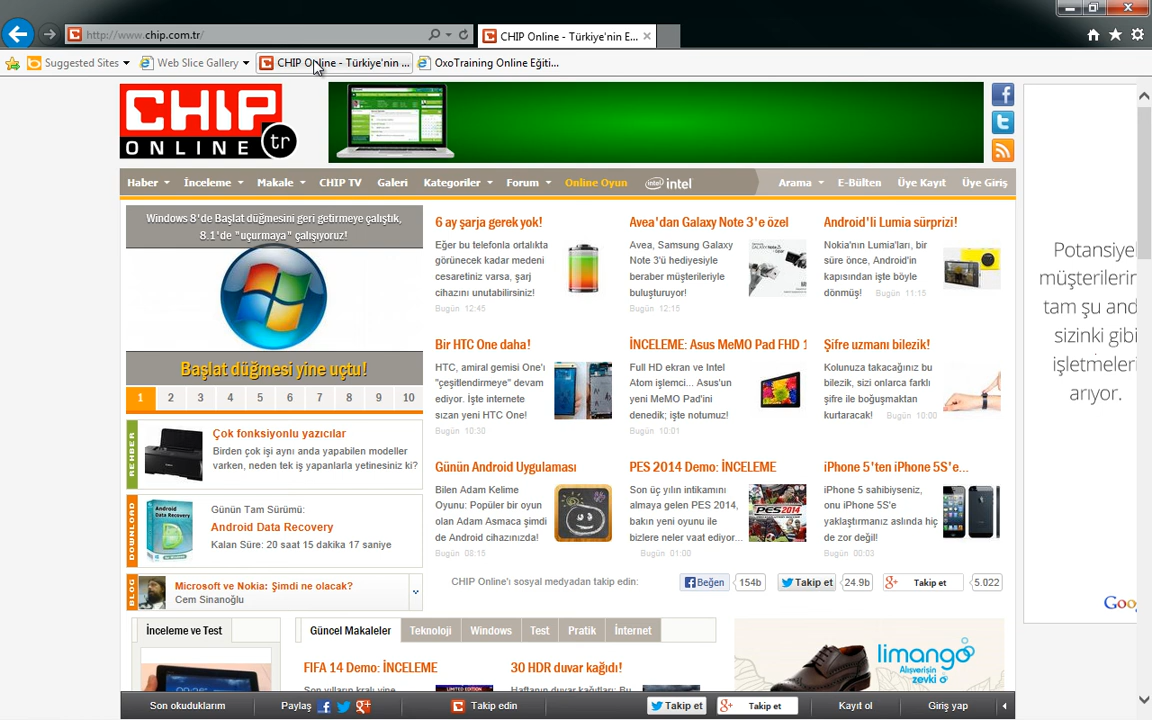 http://www.chip.com.tr/
CHIP Online - Türkiye'nin E...
Suggested Sites
Web Slice Gallery
CHIP Online - Türkiye'nin ...
OxoTraining Online Eğiti...
CHIP
ONLINE tr
Haber İnceleme Makale CHIP TV Galeri Kategoriler Forum Online Oyun intel Arama E-Bülten Üye Kayıt Üye Giriş
Windows 8'de Başlat düğmesini geri getirmeye çalıştık,
8.1'de "uçurmaya" çalışıyoruz!
Başlat düğmesi yine uçtu!
1 2 3 4 5 6 7 8 9 10
REHBER
Çok fonksiyonlu yazıcılar
Birden çok işi aynı anda yapabilen modeller
varken, neden tek iş yapanlarla yetinesiniz ki?
DOWNLOAD
Günün Tam Sürümü:
Android Data Recovery
Kalan Süre: 20 saat 15 dakika 17 saniye
BLOG
Microsoft ve Nokia: Şimdi ne olacak?
Cem Sinanoğlu
6 ay şarja gerek yok!
Eğer bu telefonla ortalıkta
görünecek kadar medeni
cesaretiniz varsa, şarj
cihazını unutabilirsiniz!
Bugün 12:45
Avea'dan Galaxy Note 3'e özel
Avea, Samsung Galaxy
Note 3'ü hediyesiyle
beraber müşterileriyle
buluşturuyor!
Bugün 12:15
Android'li Lumia sürprizi!
Nokia'nın Lumia'ları, bir
süre önce, Android'in
kapısından işte böyle
dönmüş! Bugün 11:15
Bir HTC One daha!
HTC, amiral gemisi One'ı
"çeşitlendirmeye" devam
ediyor. İşte internete
sızan yeni HTC One!
Bugün 10:30
İNCELEME: Asus MeMO Pad FHD 1
Full HD ekran ve Intel
Atom işlemci... Asus'un
yeni MeMO Pad'ini
denedik; işte notumuz!
Bugün 10:01
Şifre uzmanı bilezik!
Kolunuza takacağınız bu
bilezik, sizi onlarca farklı
şifre ile boğuşmaktan
kurtaracak! Bugün 10:00
Günün Android Uygulaması
Bilen Adam Kelime
Oyunu: Popüler bir oyun
olan Adam Asmaca şimdi
de Android cihazınızda!
Bugün 08:15
PES 2014 Demo: İNCELEME
Son üç yılın intikamını
almaya gelen PES 2014,
bakın yeni oyunu ile
bizlere neler vaat ediyor...
Bugün 01:00
PES 2014
iPhone 5'ten iPhone 5S'e...
iPhone 5 sahibiyseniz,
onu iPhone 5S'e
yaklaştırmanız aslında hiç
de zor değil!
Bugün 00:03
CHIP Online'ı sosyal medyadan takip edin: Beğen 154b Takip et 24.9b Takip et 5.022
İnceleme ve Test
Güncel Makaleler Teknoloji Windows Test Pratik İnternet
FIFA 14 Demo: İNCELEME
30 HDR duvar kağıdı!
limango
Alışverişin
zevki
Potansiyel
müşterilerin
tam şu and
sizinki gibi
işletmeleri
arıyor.
Goo
Son okuduklarım Paylaş Takip edin Takip et Takip et Kayıt ol Giriş yap